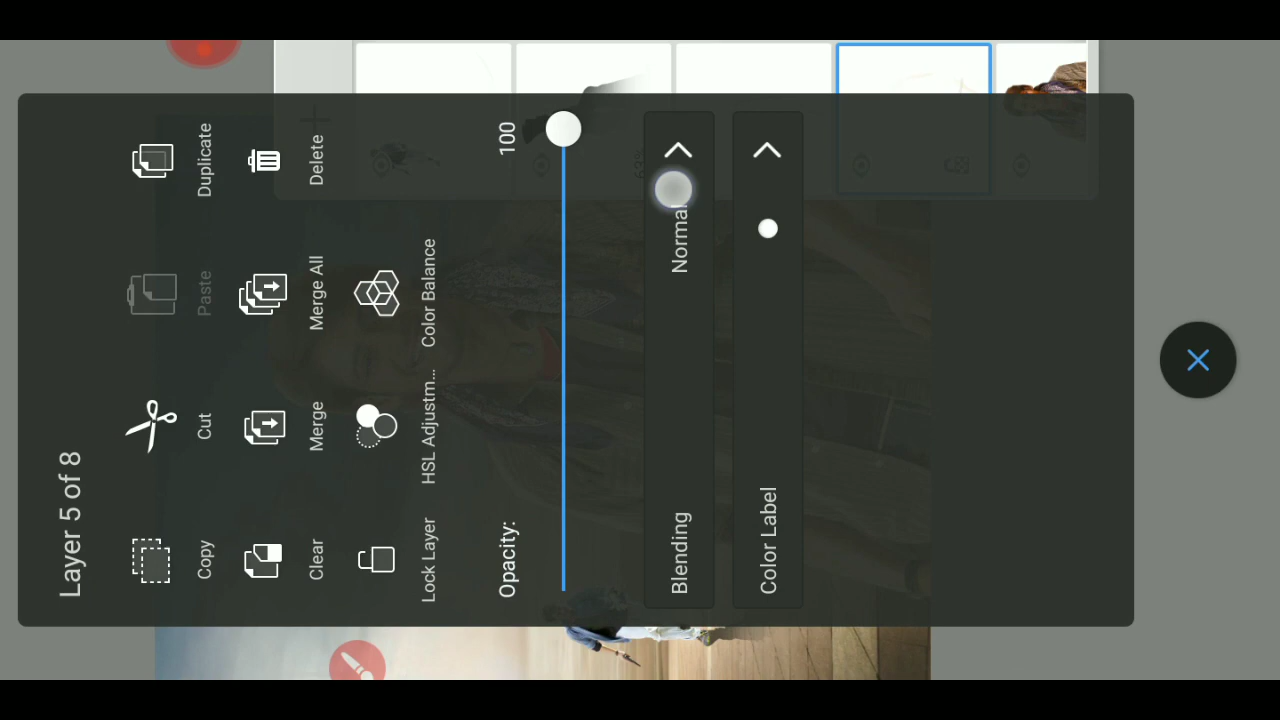 Layer 5 of 8
Copy
Cut
Paste
Duplicate
Clear
Merge
Merge All
Delete
Lock Layer
HSL Adjustm...
Color Balance
Opacity:
100
Blending
Normal
Color Label